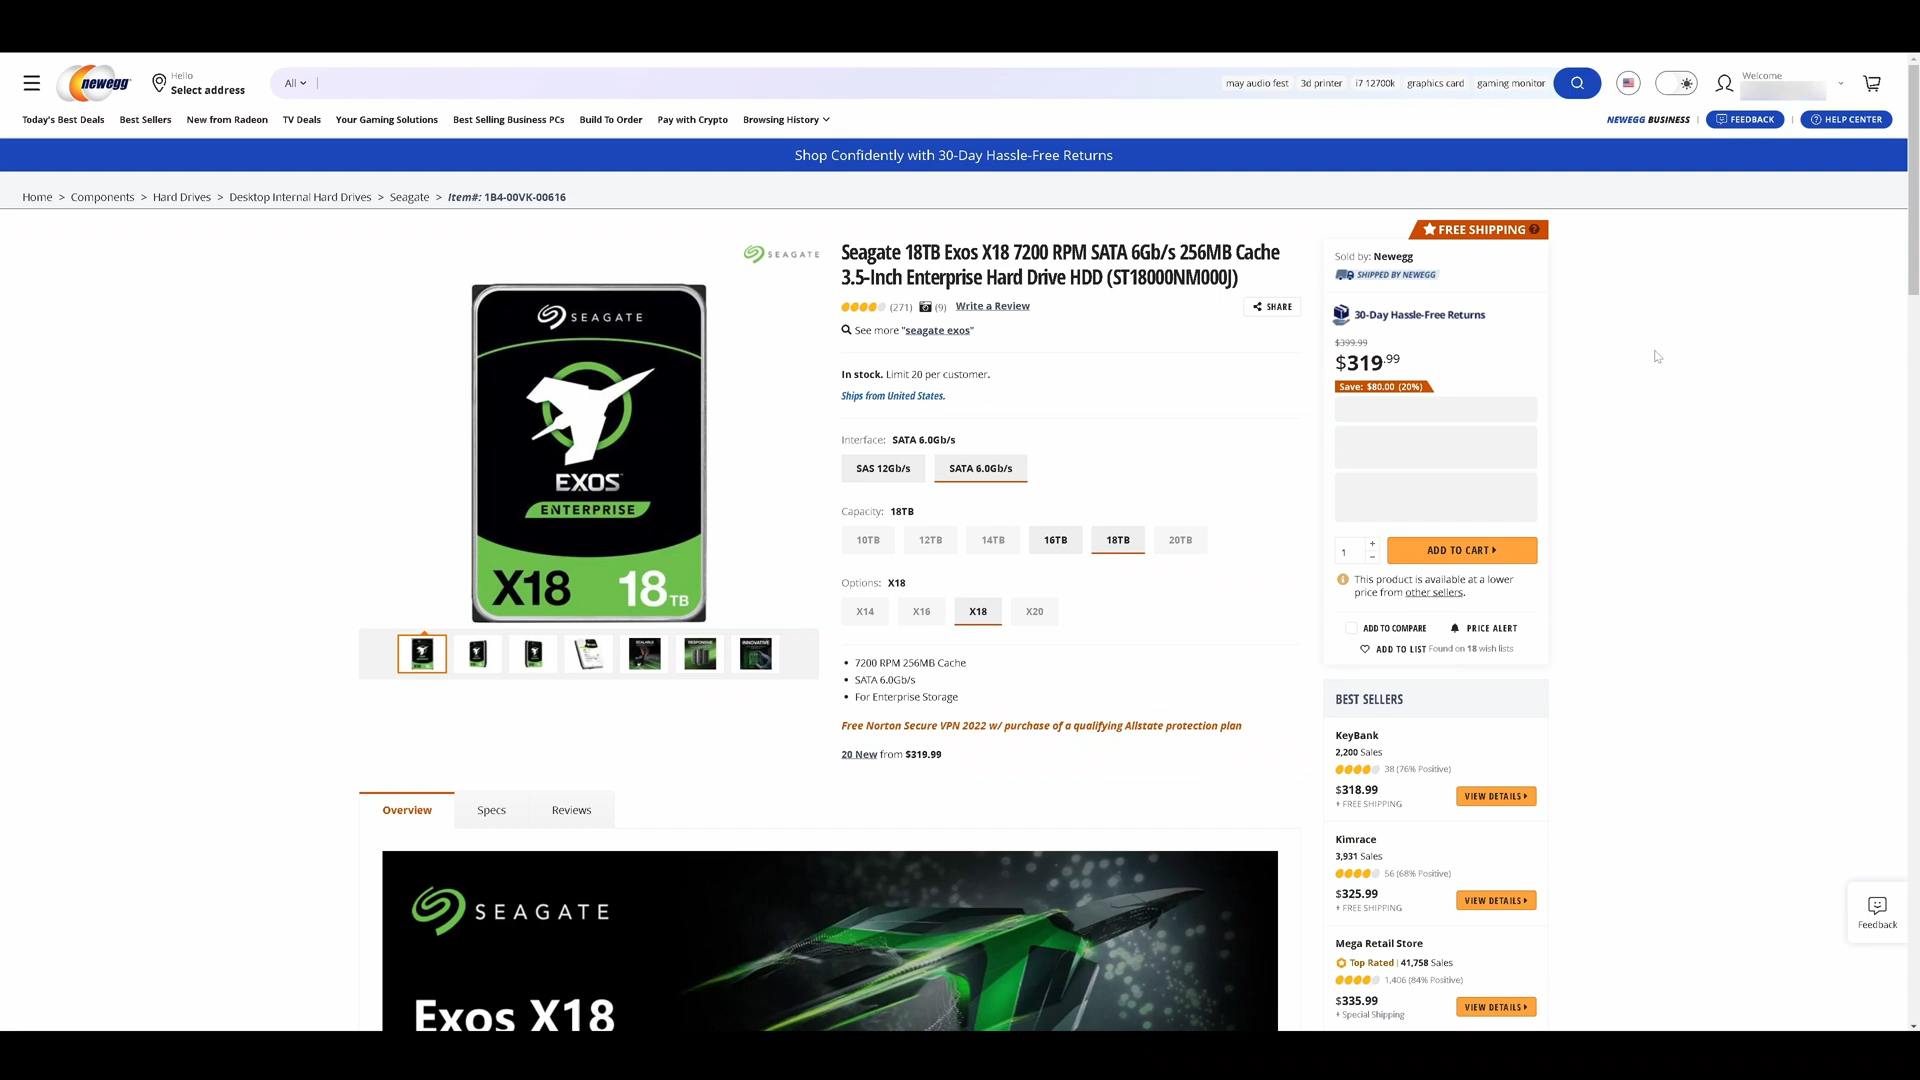 newegg
Hello
Select address
All
may audio fest
3d printer
i7 12700k
graphics card
gaming monitor
Welcome
Today's Best Deals
Best Sellers
New from Radeon
TV Deals
Your Gaming Solutions
Best Selling Business PCs
Build To Order
Pay with Crypto
Browsing History
NEWEGG BUSINESS
FEEDBACK
HELP CENTER
Shop Confidently with 30-Day Hassle-Free Returns
Home > Components > Hard Drives > Desktop Internal Hard Drives > Seagate > Item#: 1B4-00VK-00616
SEAGATE
SEAGATE
EXOS
ENTERPRISE
X18 18TB
SCALABLE
RESPONSIVE
INNOVATIVE
Seagate 18TB Exos X18 7200 RPM SATA 6Gb/s 256MB Cache
3.5-Inch Enterprise Hard Drive HDD (ST18000NM000J)
(271) (9) Write a Review
SHARE
See more "seagate exos"
In stock. Limit 20 per customer.
Ships from United States.
Interface: SATA 6.0Gb/s
SAS 12Gb/s
SATA 6.0Gb/s
Capacity: 18TB
10TB
12TB
14TB
16TB
18TB
20TB
Options: X18
X14
X16
X18
X20
• 7200 RPM 256MB Cache
• SATA 6.0Gb/s
• For Enterprise Storage
Free Norton Secure VPN 2022 w/ purchase of a qualifying Allstate protection plan
20 New from $319.99
FREE SHIPPING
Sold by: Newegg
SHIPPED BY NEWEGG
30-Day Hassle-Free Returns
$399.99
$319.99
Save: $80.00 (20%)
1
+
−
ADD TO CART
This product is available at a lower
price from other sellers.
ADD TO COMPARE
PRICE ALERT
ADD TO LIST Found on 18 wish lists
BEST SELLERS
KeyBank
2,200 Sales
38 (76% Positive)
$318.99
+ FREE SHIPPING
VIEW DETAILS
Kimrace
3,931 Sales
56 (68% Positive)
$325.99
+ FREE SHIPPING
VIEW DETAILS
Mega Retail Store
Top Rated | 41,758 Sales
1,406 (84% Positive)
$335.99
+ Special Shipping
VIEW DETAILS
Overview
Specs
Reviews
SEAGATE
Exos X18
Feedback